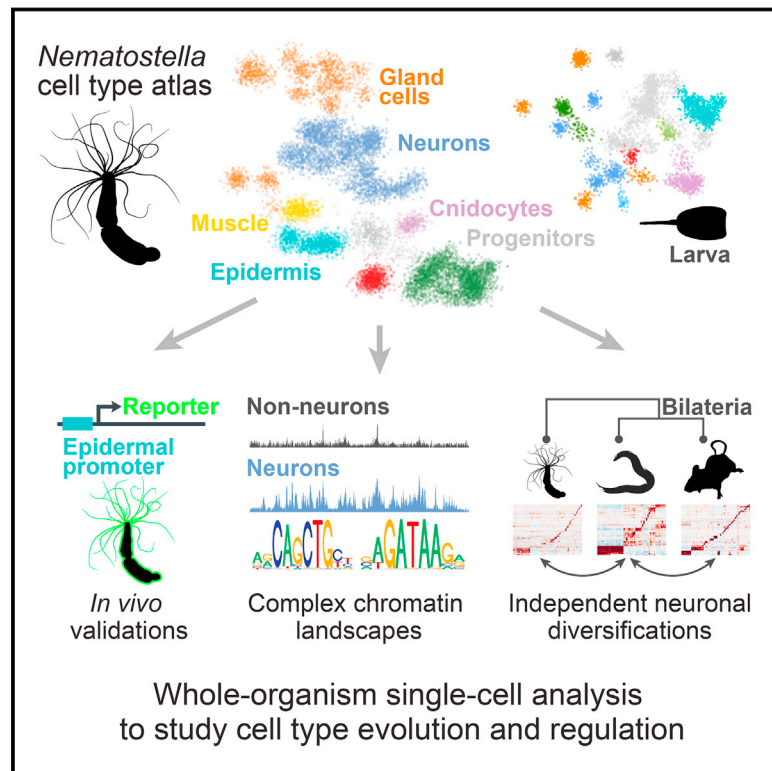 Nematostella
cell type atlas
Gland
cells
Neurons
Muscle
Cnidocytes
Progenitors
Epidermis
Larva
Reporter
Epidermal
promoter
In vivo
validations
Non-neurons
Neurons
CAGCTG
GATAAG
Complex chromatin
landscapes
Bilateria
Independent neuronal
diversifications
Whole-organism single-cell analysis
to study cell type evolution and regulation